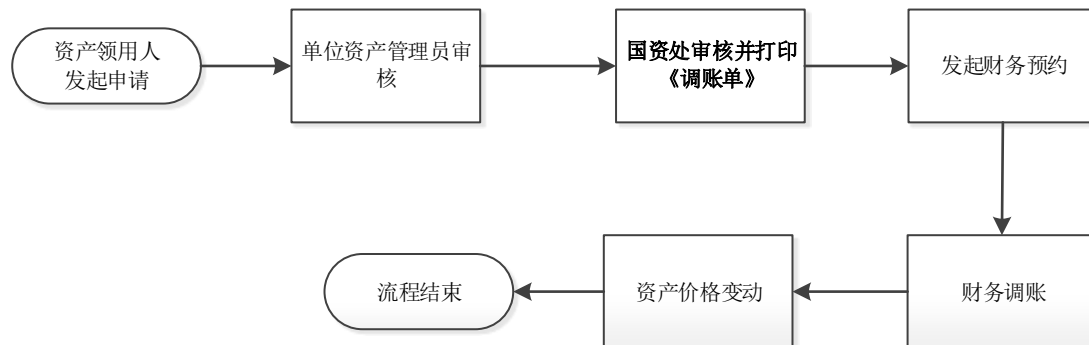 资产领用人
发起申请
单位资产管理员审
核
国资处审核并打印
《调账单》
发起财务预约
流程结束
资产价格变动
财务调账